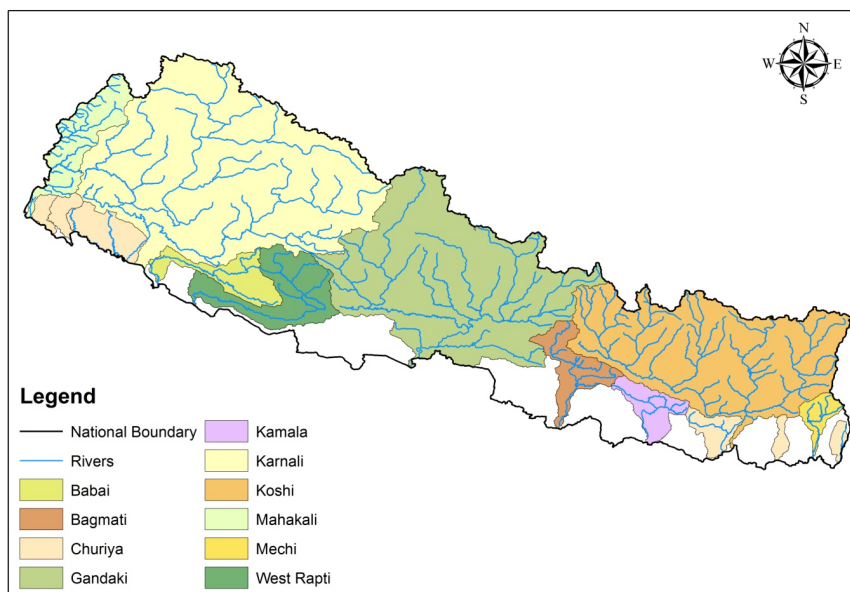 N
W E
S
Legend
National Boundary
Rivers
Babai
Bagmati
Churiya
Gandaki
Kamala
Karnali
Koshi
Mahakali
Mechi
West Rapti